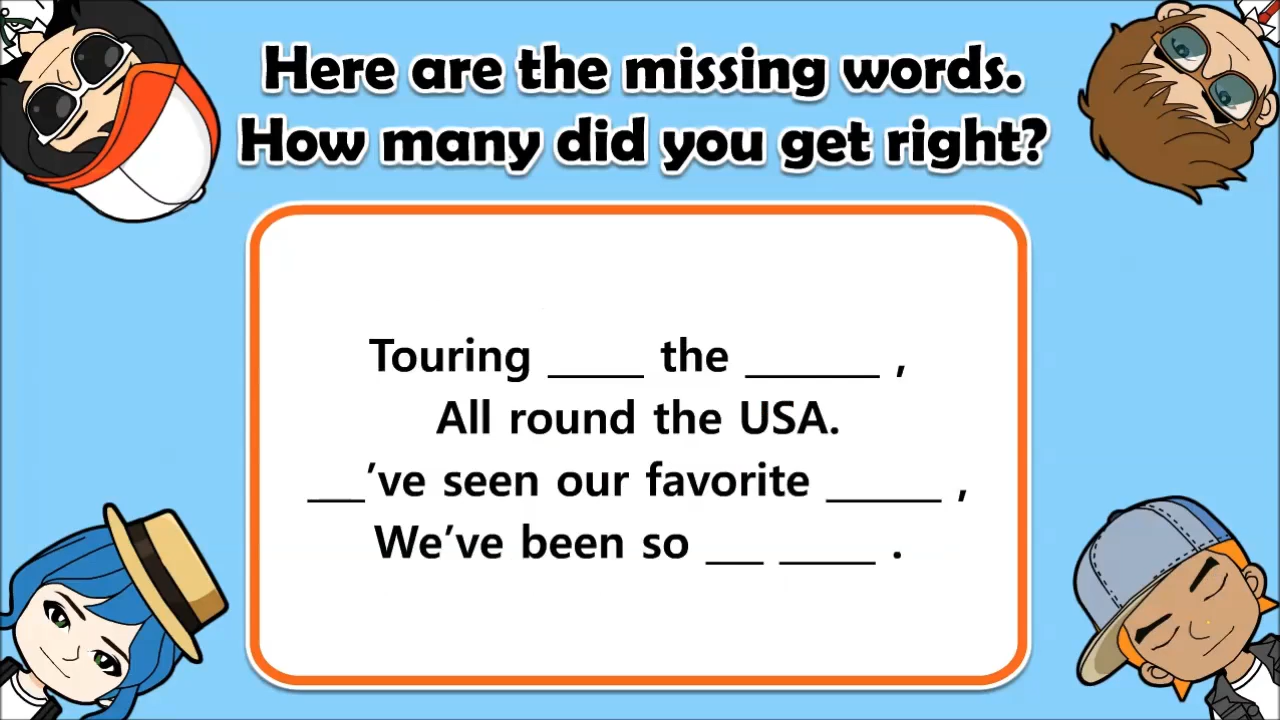 Here are the missing words.
How many did you get right?
Touring _____ the _______ ,
All round the USA.
___’ve seen our favorite ______ ,
We’ve been so ___ _____ .